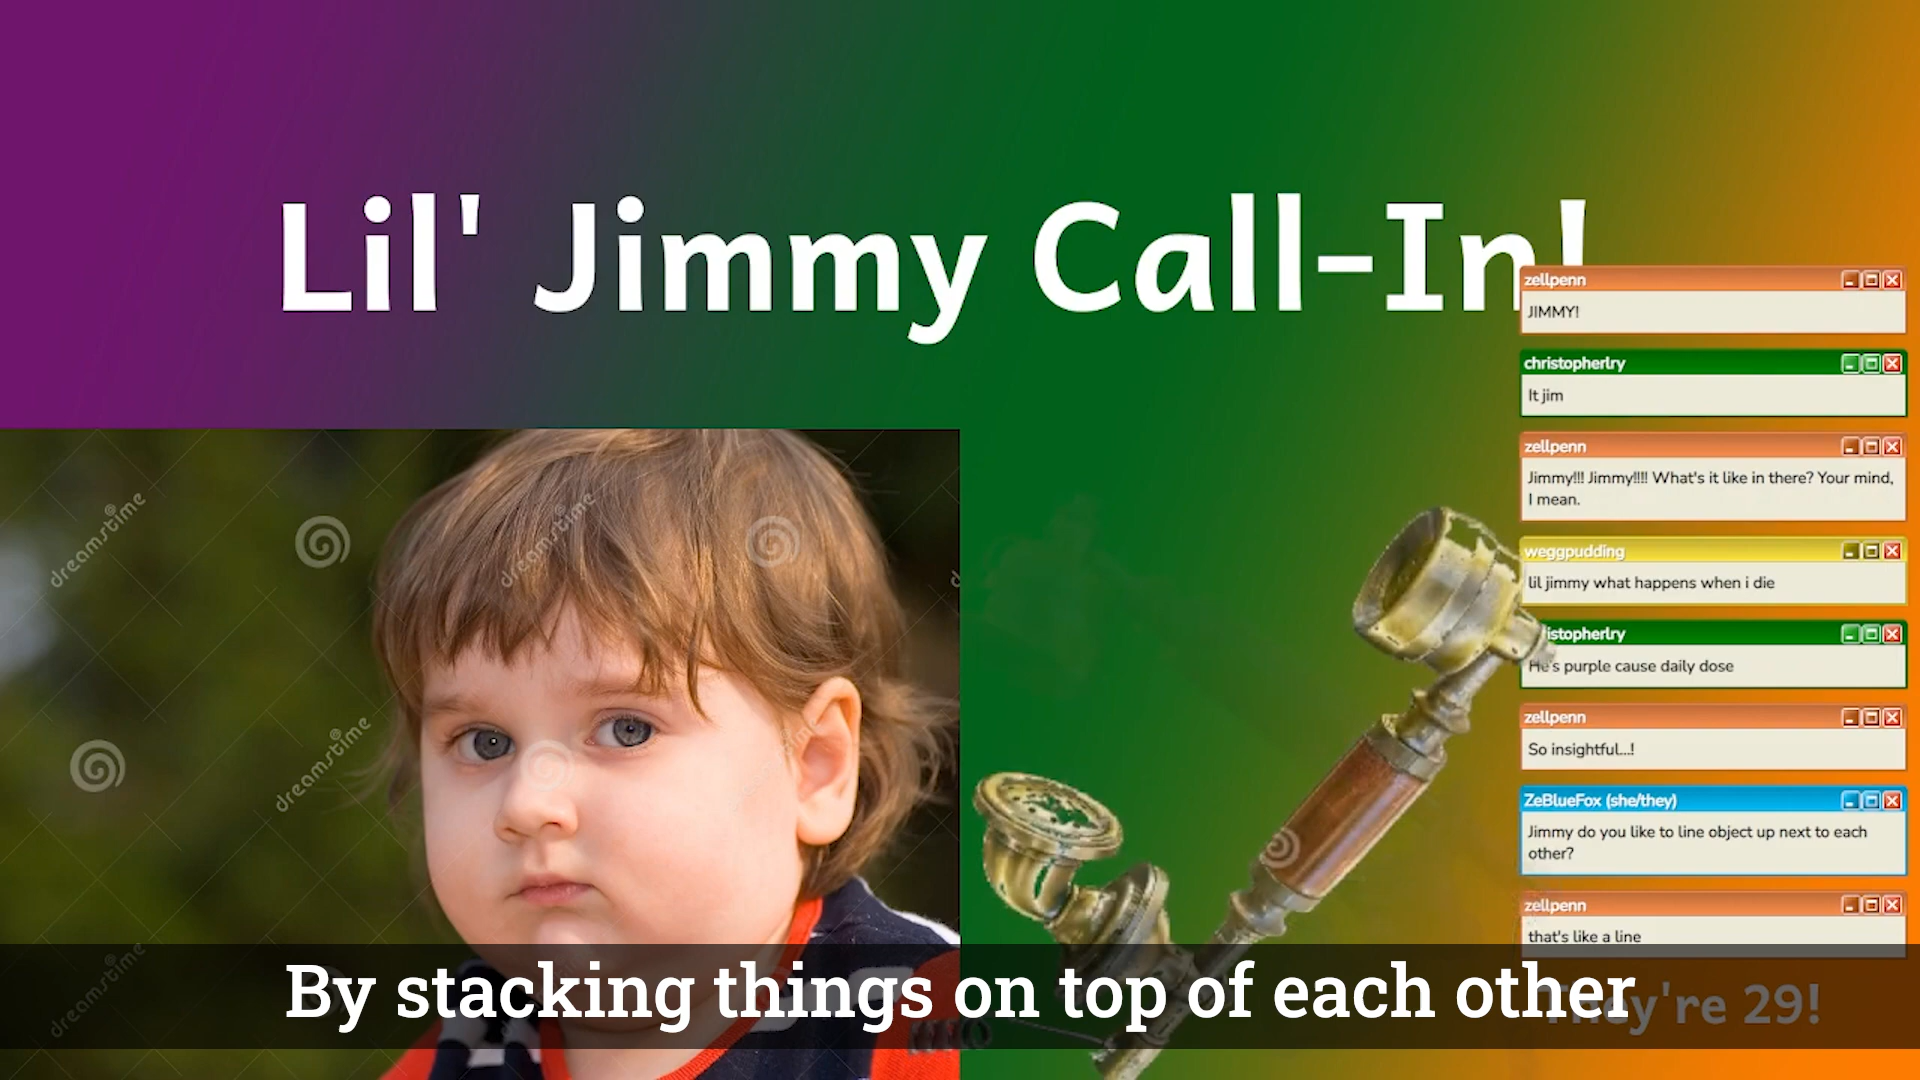 Lil' Jimmy Call-In!
zellpenn
JIMMY!
christopherlry
It jim
zellpenn
Jimmy!!! Jimmy!!!! What's it like in there? Your mind,
I mean.
weggpudding
lil jimmy what happens when i die
istopherlry
He's purple cause daily dose
zellpenn
So insightful...!
ZeBlueFox (she/they)
Jimmy do you like to line object up next to each
other?
zellpenn
that's like a line
They're 29!
By stacking things on top of each other
dreamstime
dreamstime
dreamstime
dreamstime